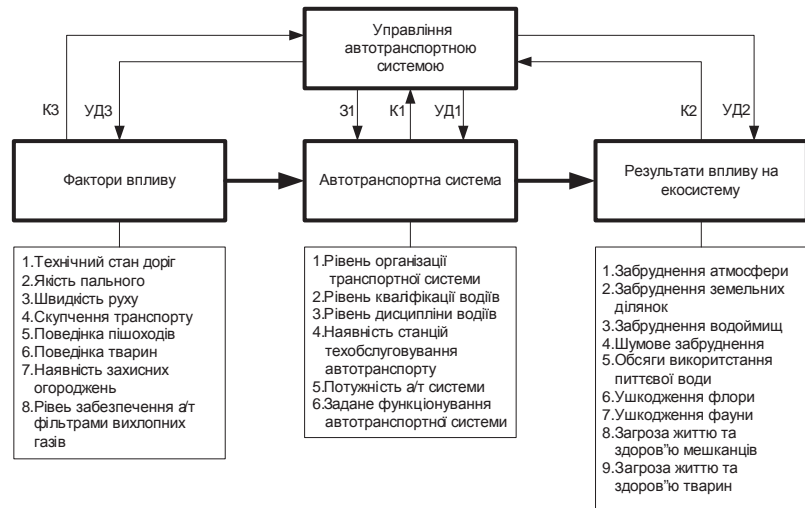 Управління
автотранспортною
системою
К3
УД3
З1
К1
УД1
К2
УД2
Фактори впливу
Автотранспортна система
Результати впливу на
екосистему
1.Технічний стан доріг
2.Якість пального
3.Швидкість руху
4.Скупчення транспорту
5.Поведінка пішоходів
6.Поведінка тварин
7.Наявність захисних
огороджень
8.Рівеь забезпечення а/т
фільтрами вихлопних
газів
1.Рівень організації
транспортної системи
2.Рівень кваліфікації водіїв
3.Рівень дисципліни водіїв
4.Наявність станцій
техобслуговування
автотранспорту
5.Потужність а/т системи
6.Задане функціонування
автотранспортної системи
1.Забруднення атмосфери
2.Забруднення земельних
ділянок
3.Забруднення водоймищ
4.Шумове забруднення
5.Обсяги використстання
питтєвої води
6.Ушкодження флори
7.Ушкодження фауни
8.Загроза життю та
здоров"ю мешканців
9.Загроза життю та
здоров"ю тварин